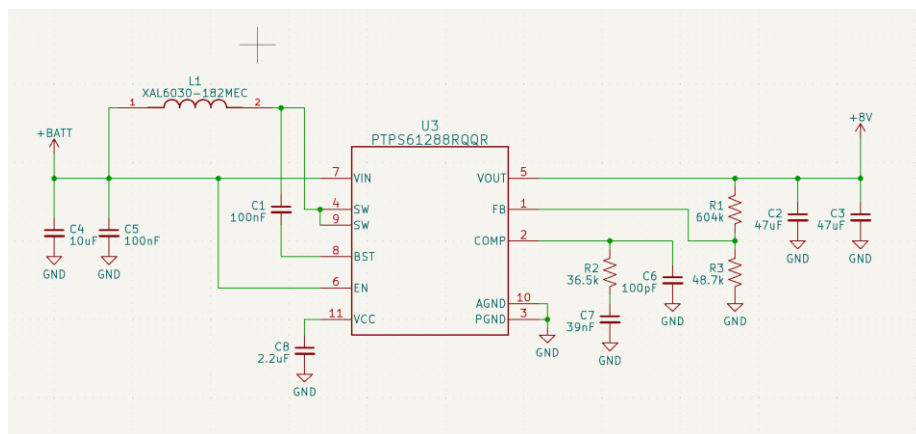 L1
XAL6030-182MEC
1
2
+BATT
+8V
U3
PTPS61288RQQR
7
VIN
VOUT
5
4
SW
FB
1
9
SW
C1
100nF
R1
604k
C2
47uF
C3
47uF
C4
10uF
C5
100nF
COMP
2
8
BST
R2
36.5k
C6
100pF
R3
48.7k
GND
GND
GND
GND
6
EN
AGND
10
GND
GND
11
VCC
PGND
3
C7
39nF
C8
2.2uF
GND
GND
GND